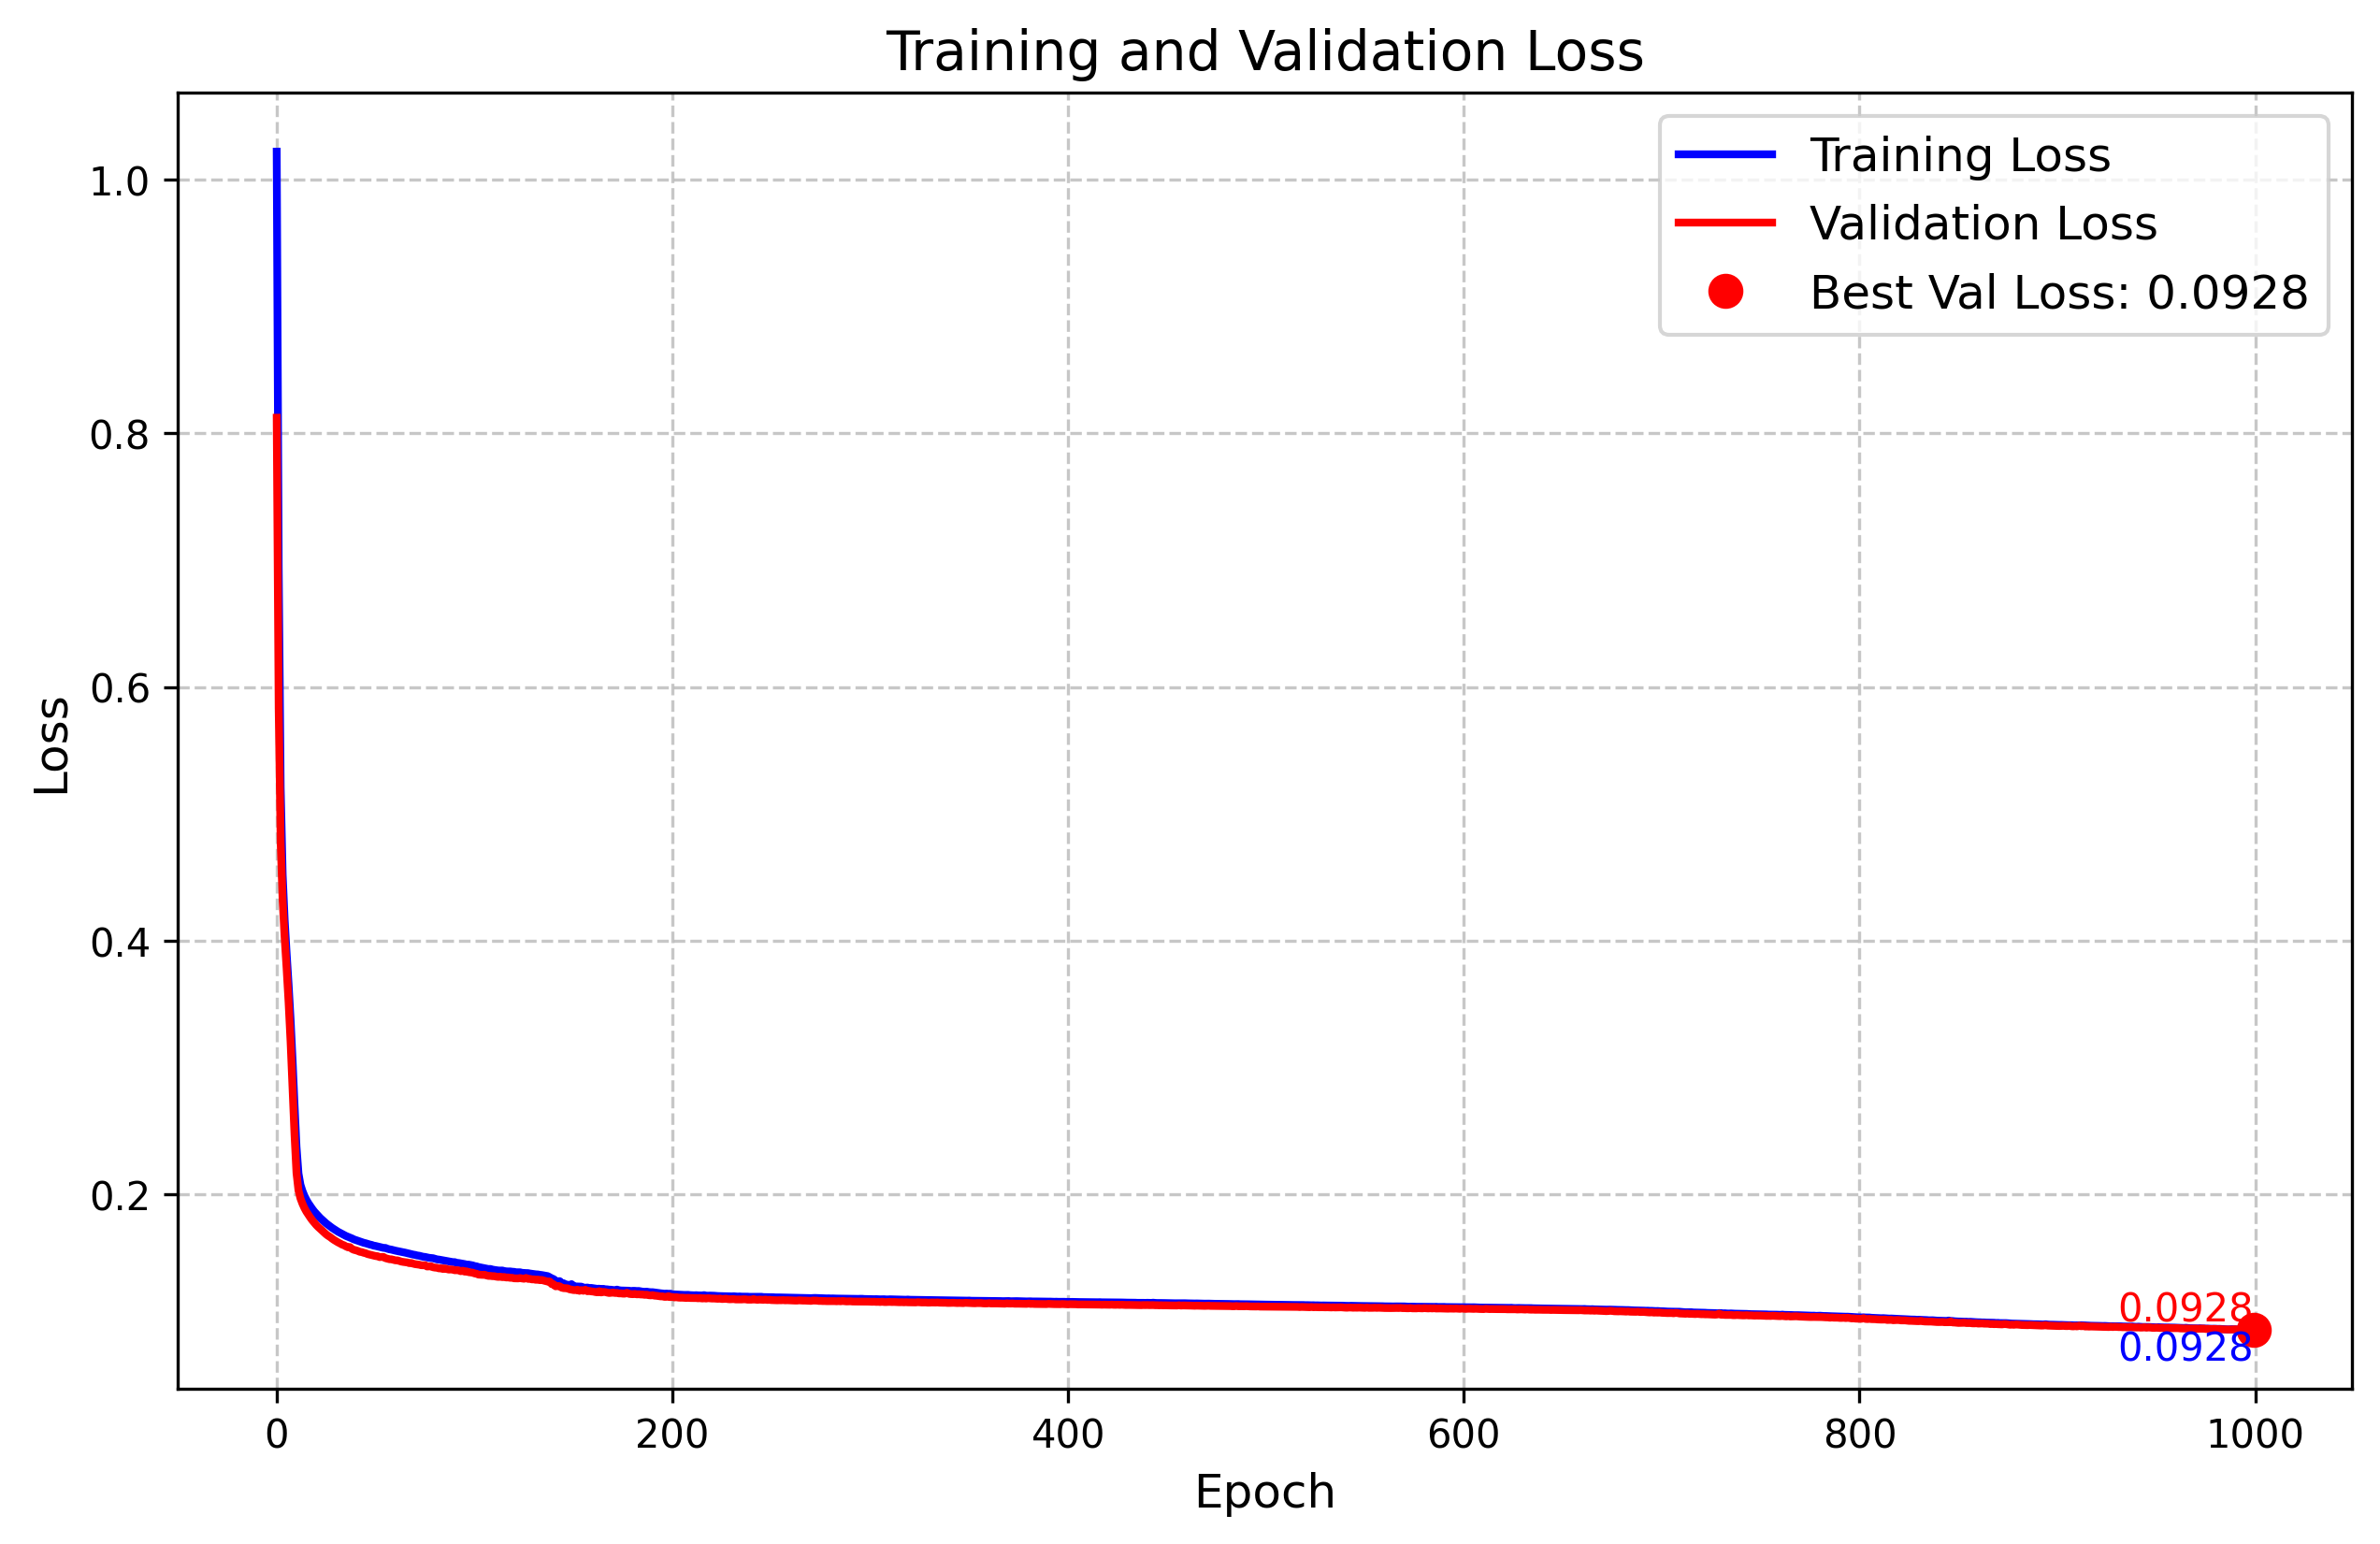 Training and Validation Loss
Training Loss
Validation Loss
Best Val Loss: 0.0928
1.0
0.8
0.6
0.4
0.2
Loss
0.0928
0.0928
0
200
400
600
800
1000
Epoch